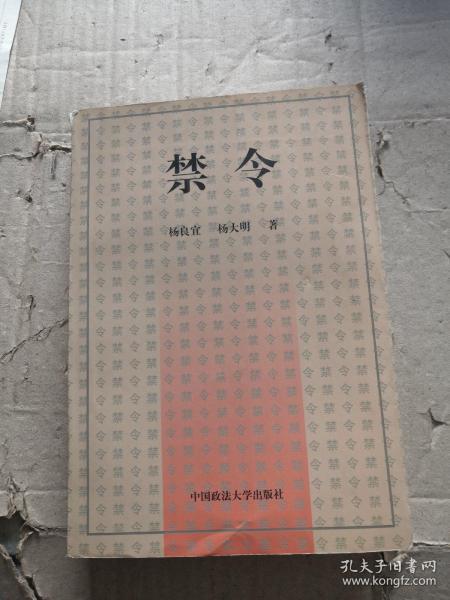 禁令
杨良宜 杨大明 著
中国政法大学出版社
孔夫子旧书网
www.kongfz.com